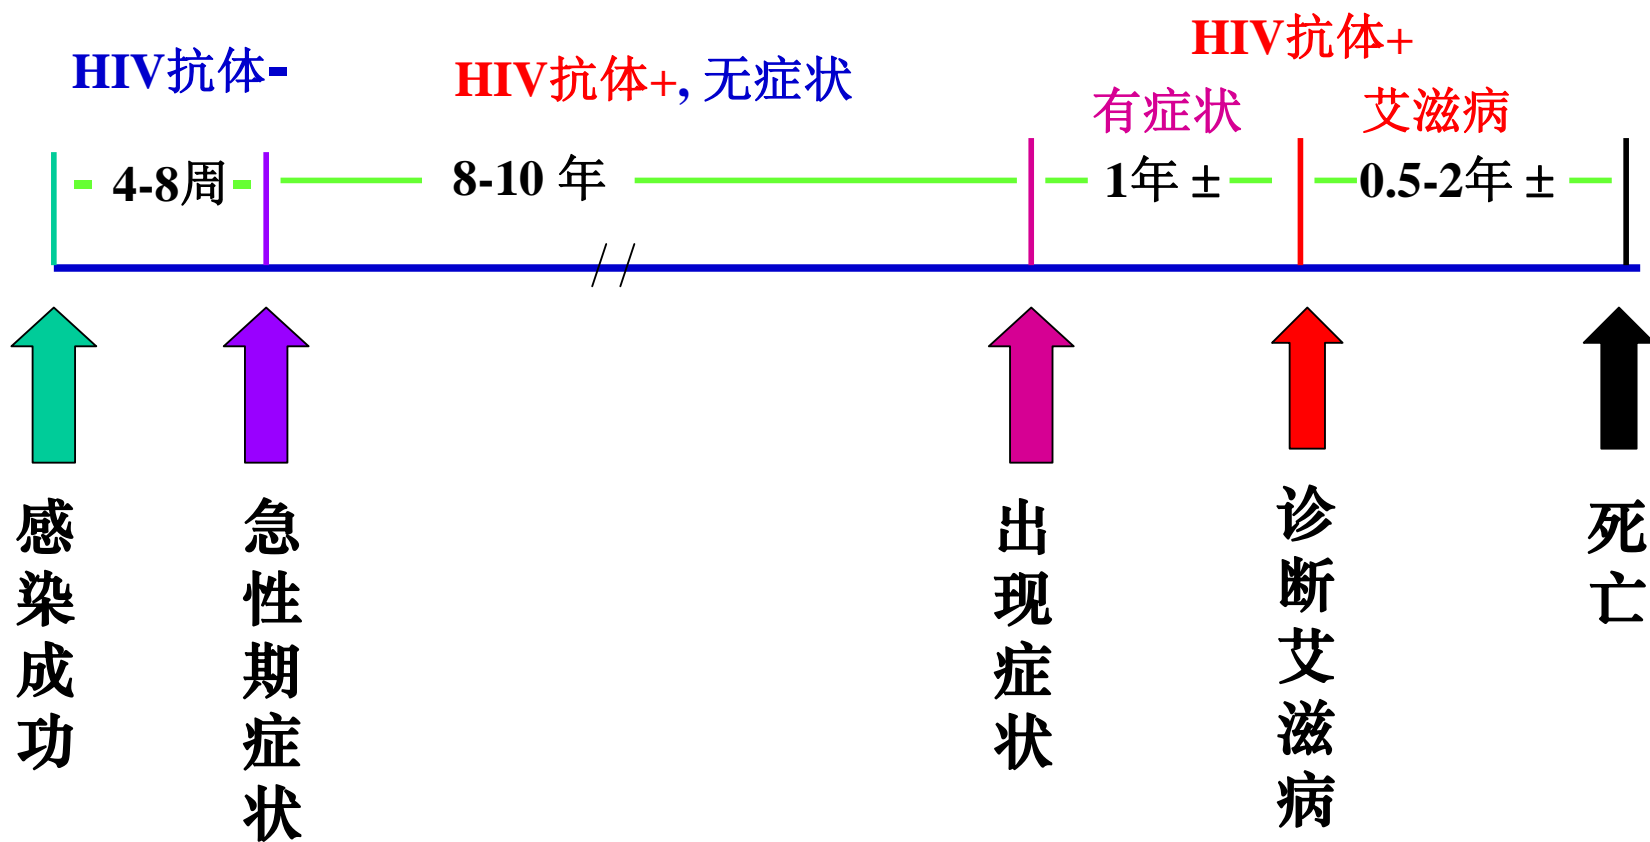 HIV抗体-
HIV抗体+, 无症状
HIV抗体+
有症状
艾滋病
4-8周
8-10 年
1年 ±
0.5-2年 ±
感染成功
急性期症状
出现症状
诊断艾滋病
死亡